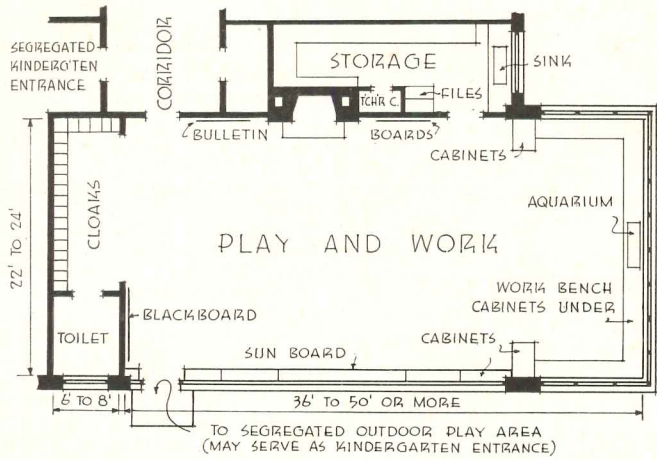 SEGREGATED
KINDERG'TEN
ENTRANCE
CORRIDOR
STORAGE
SINK
T'CH'R C.
FILES
BULLETIN
BOARDS
CABINETS
22' TO 24'
CLOAKS
PLAY AND WORK
AQUARIUM
WORK BENCH
CABINETS UNDER
BLACKBOARD
TOILET
SUN BOARD
CABINETS
6' TO 8'
36' TO 50' OR MORE
TO SEGREGATED OUTDOOR PLAY AREA
(MAY SERVE AS KINDERGARTEN ENTRANCE)